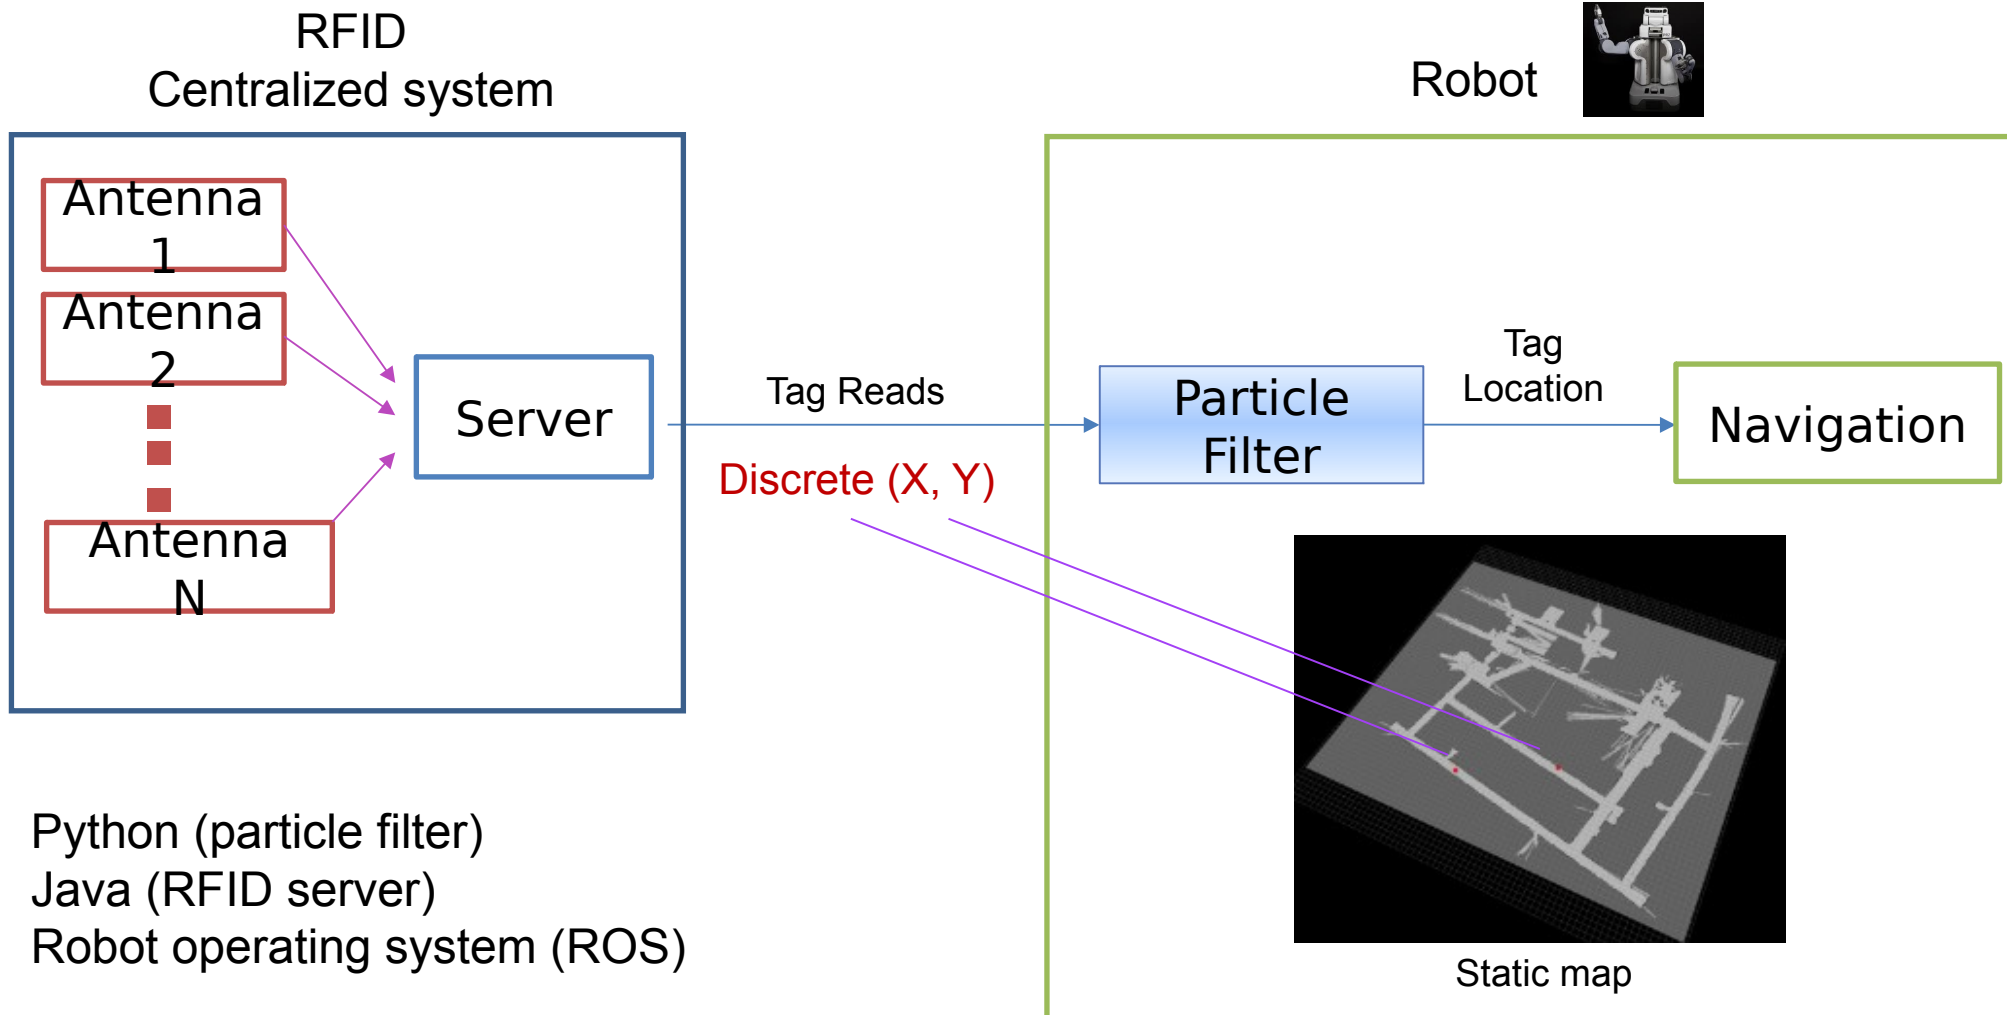 RFID
Centralized system
Robot
Antenna
1
Antenna
2
Antenna
N
Server
Tag Reads
Discrete (X, Y)
Particle
Filter
Tag
Location
Navigation
Static map
Python (particle filter)
Java (RFID server)
Robot operating system (ROS)